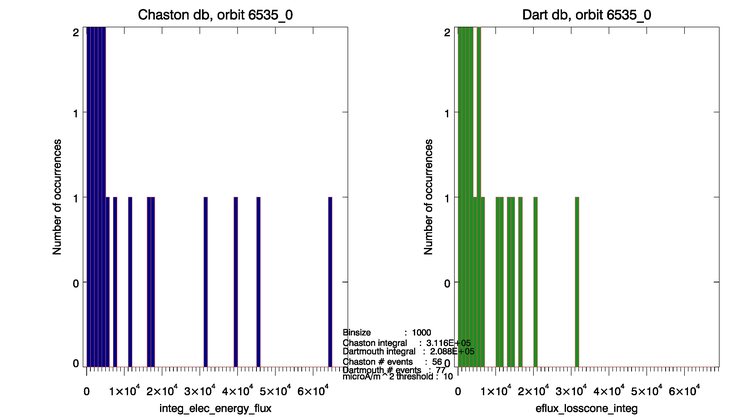 Chaston db, orbit 6535_0
Dart db, orbit 6535_0
2
1
1
0
0
Number of occurrences
0
1×10⁴
2×10⁴
3×10⁴
4×10⁴
5×10⁴
6×10⁴
integ_elec_energy_flux
2
1
1
0
0
Number of occurrences
0
1×10⁴
2×10⁴
3×10⁴
4×10⁴
5×10⁴
6×10⁴
eflux_losscone_integ
Binsize : 1000
Chaston integral : 3.116E+05
Dartmouth integral : 2.088E+05
Chaston # events : 56
Dartmouth # events : 77
microA/m^2 threshold : 10